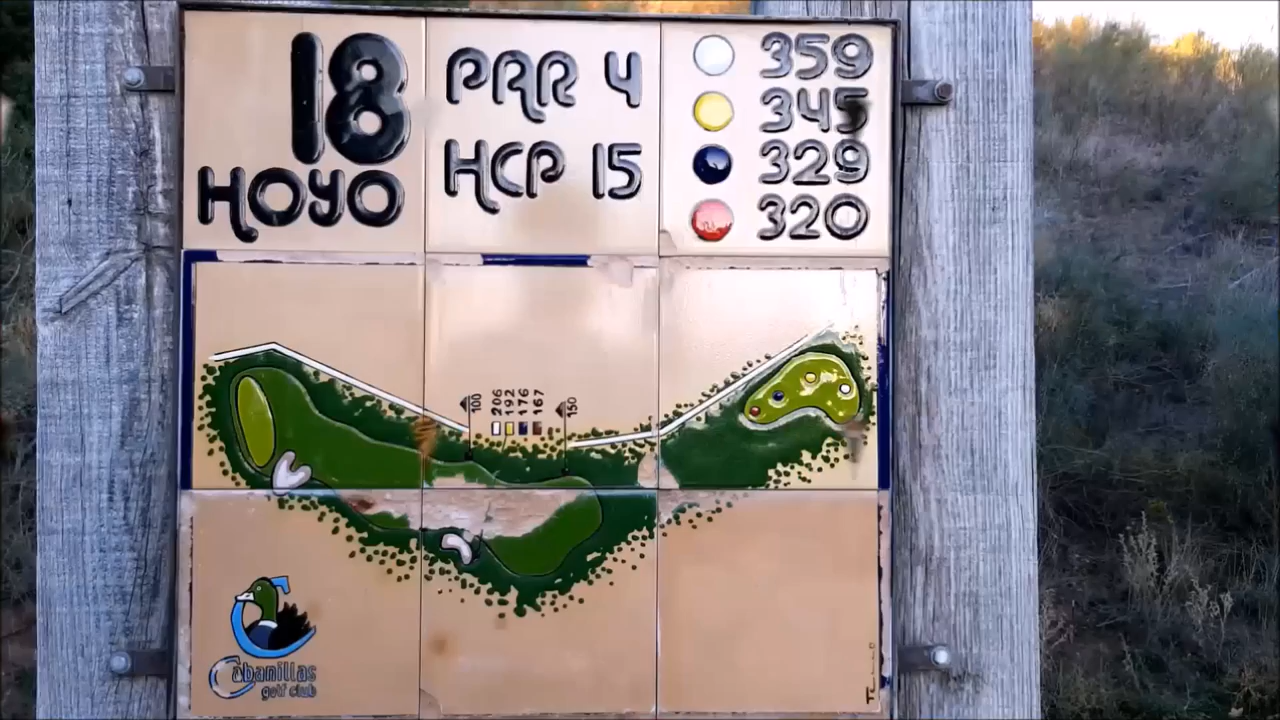 18
HOYO
PAR 4
HCP 15
359
345
329
320
100
206
192
176
167
150
Cabanillas
golf club